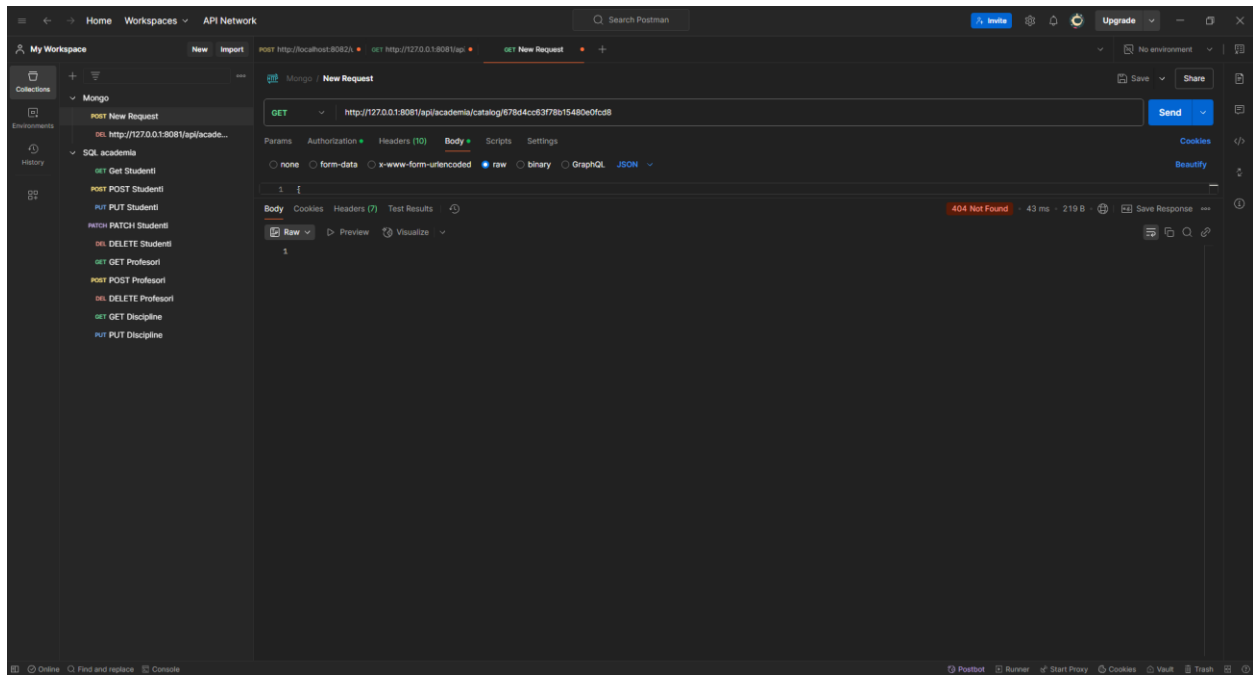 Home Workspaces API Network
Search Postman
Invite
Upgrade
My Workspace New Import
POST http://localhost:8082/ GET http://127.0.0.1:8081/api GET New Request
No environment
Collections
Environments
History
Mongo
POST New Request
DEL http://127.0.0.1:8081/api/acade...
SQL academia
GET Get Studenti
POST POST Studenti
PUT PUT Studenti
PATCH PATCH Studenti
DEL DELETE Studenti
GET GET Profesori
POST POST Profesori
DEL DELETE Profesori
GET GET Discipline
PUT PUT Discipline
Mongo / New Request
Save Share
GET http://127.0.0.1:8081/api/academia/catalog/678d4cc63f78b15480e0fcd8
Send
Params Authorization Headers (10) Body Scripts Settings
Cookies
none form-data x-www-form-urlencoded raw binary GraphQL JSON
Beautify
1 {
Body Cookies Headers (7) Test Results
404 Not Found 43 ms 219 B Save Response
Raw Preview Visualize
1
Online Find and replace Console
Postbot Runner Start Proxy Cookies Vault Trash